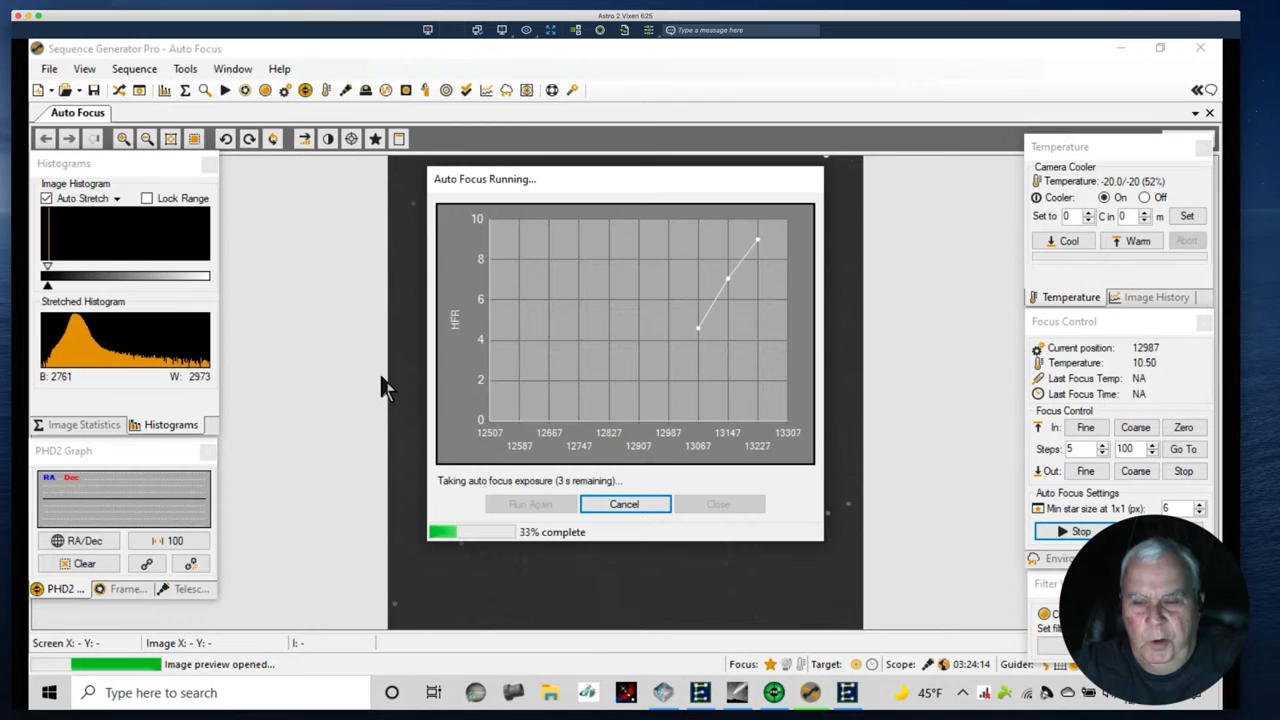 Astro 2 Vixen 625
Type a message here
Sequence Generator Pro - Auto Focus
File View Sequence Tools Window Help
Auto Focus
Histograms
Image Histogram
Auto Stretch
Lock Range
Stretched Histogram
B: 2761 W: 2973
Image Statistics
Histograms
PHD2 Graph
RA - Dec
RA/Dec
100
Clear
PHD2 ...
Frame...
Telesc...
Auto Focus Running...
HFR
10
8
6
4
2
0
12507 12667 12827 12987 13147 13307
12587 12747 12907 13067 13227
Taking auto focus exposure (3 s remaining)...
Run Again
Cancel
Close
33% complete
Temperature
Camera Cooler
Temperature: -20.0/-20 (52%)
Cooler: On Off
Set to 0 C in 0 m Set
Cool
Warm
Abort
Temperature
Image History
Focus Control
Current position: 12987
Temperature: 10.50
Last Focus Temp: NA
Last Focus Time: NA
Focus Control
In: Fine Coarse Zero
Steps: 5 100 Go To
Out: Fine Coarse Stop
Auto Focus Settings
Min star size at 1x1 (px): 6
Stop
Screen X: - Y: - Image X: - Y: - I: -
Image preview opened...
Focus: Target: Scope: 03:24:14 Guider:
Type here to search
45°F